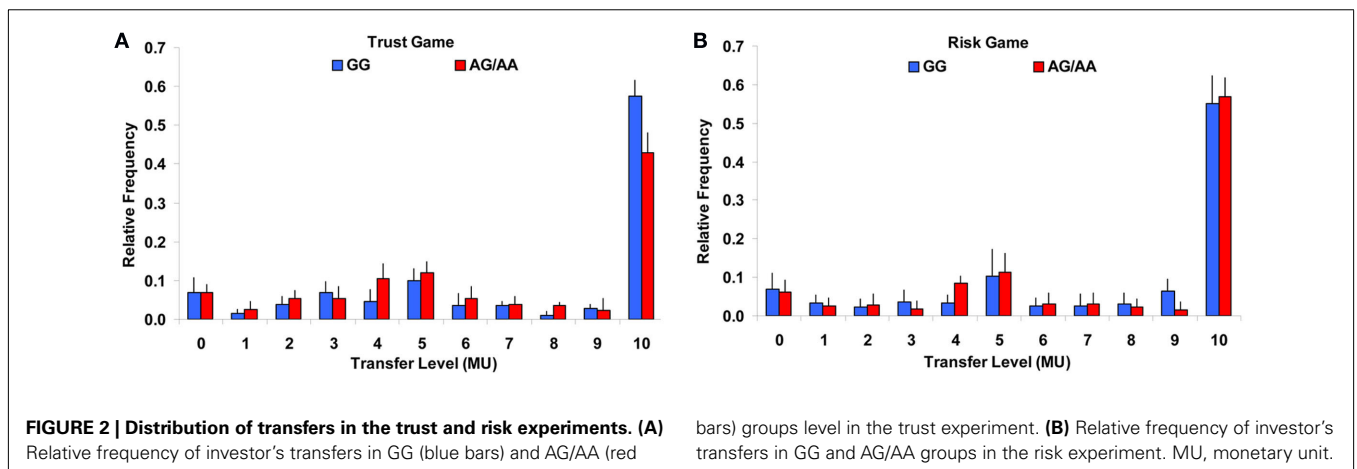 A
Trust Game
GG AG/AA
0.7
0.6
0.5
0.4
0.3
0.2
0.1
0.0
Relative Frequency
0 1 2 3 4 5 6 7 8 9 10
Transfer Level (MU)
B
Risk Game
GG AG/AA
0.7
0.6
0.5
0.4
0.3
0.2
0.1
0.0
Relative Frequency
0 1 2 3 4 5 6 7 8 9 10
Transfer Level (MU)
FIGURE 2 | Distribution of transfers in the trust and risk experiments. (A)
Relative frequency of investor's transfers in GG (blue bars) and AG/AA (red
bars) groups level in the trust experiment. (B) Relative frequency of investor's
transfers in GG and AG/AA groups in the risk experiment. MU, monetary unit.